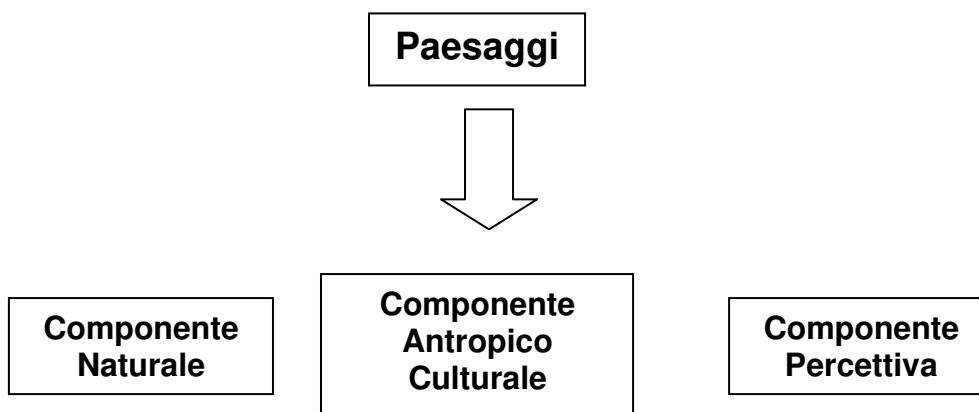 Paesaggi
Componente
Naturale
Componente
Antropico
Culturale
Componente
Percettiva